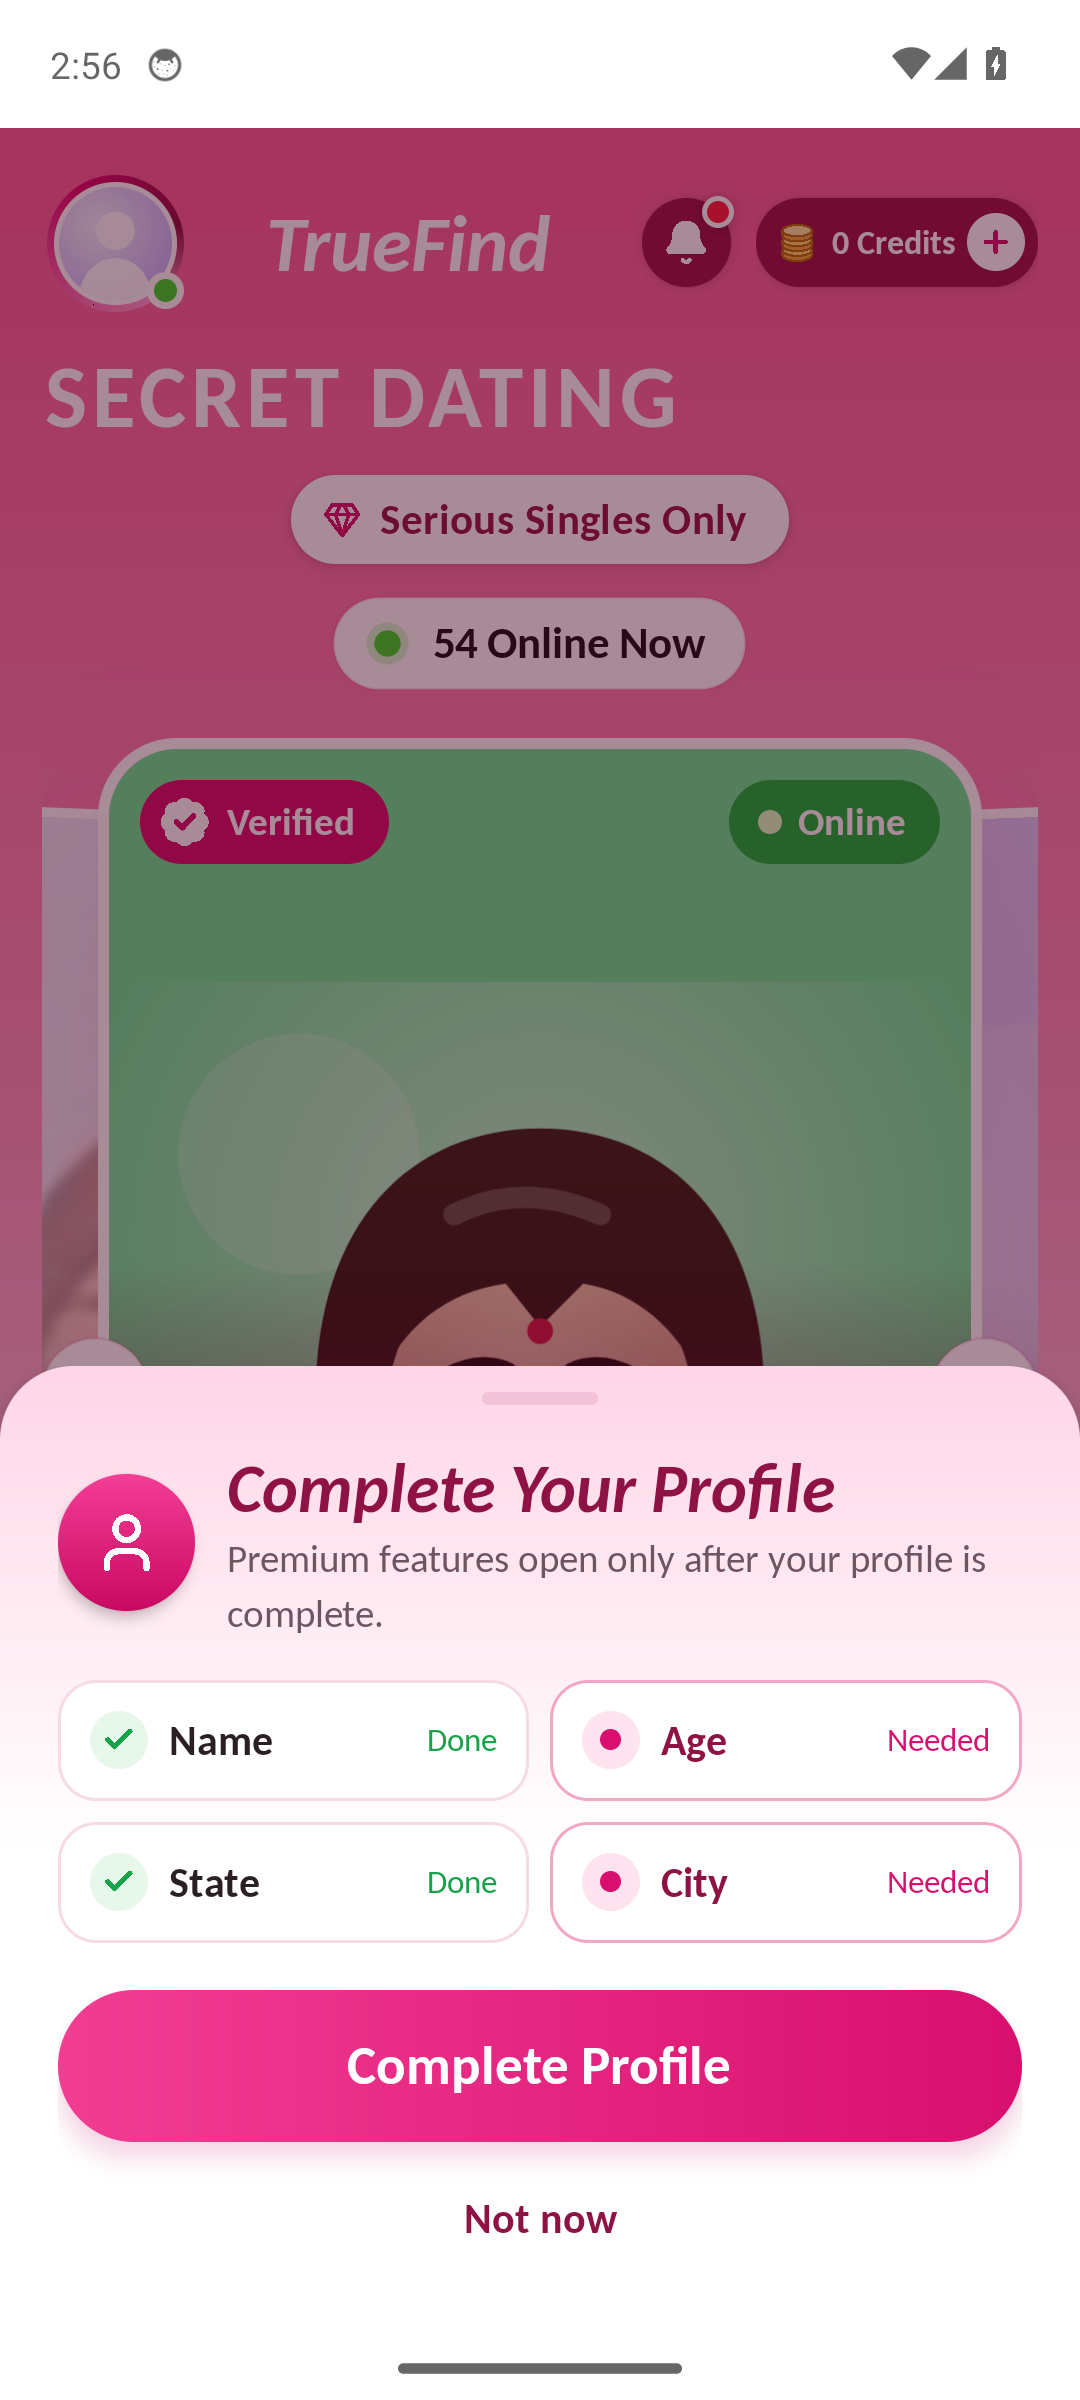 2:56
TrueFind
0 Credits
SECRET DATING
Serious Singles Only
54 Online Now
Verified
Online
Complete Your Profile
Premium features open only after your profile is
complete.
Name Done
Age Needed
State Done
City Needed
Complete Profile
Not now